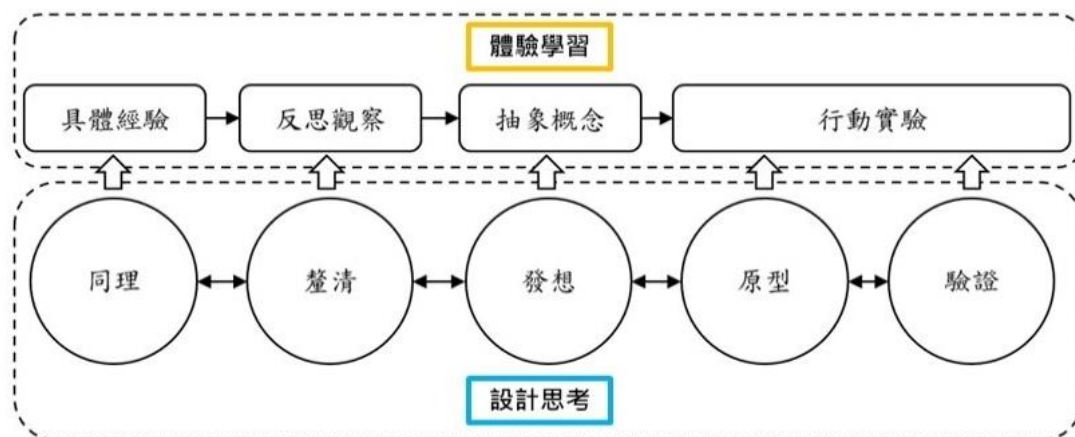 體驗學習
具體經驗
反思觀察
抽象概念
行動實驗
同理
釐清
發想
原型
驗證
設計思考